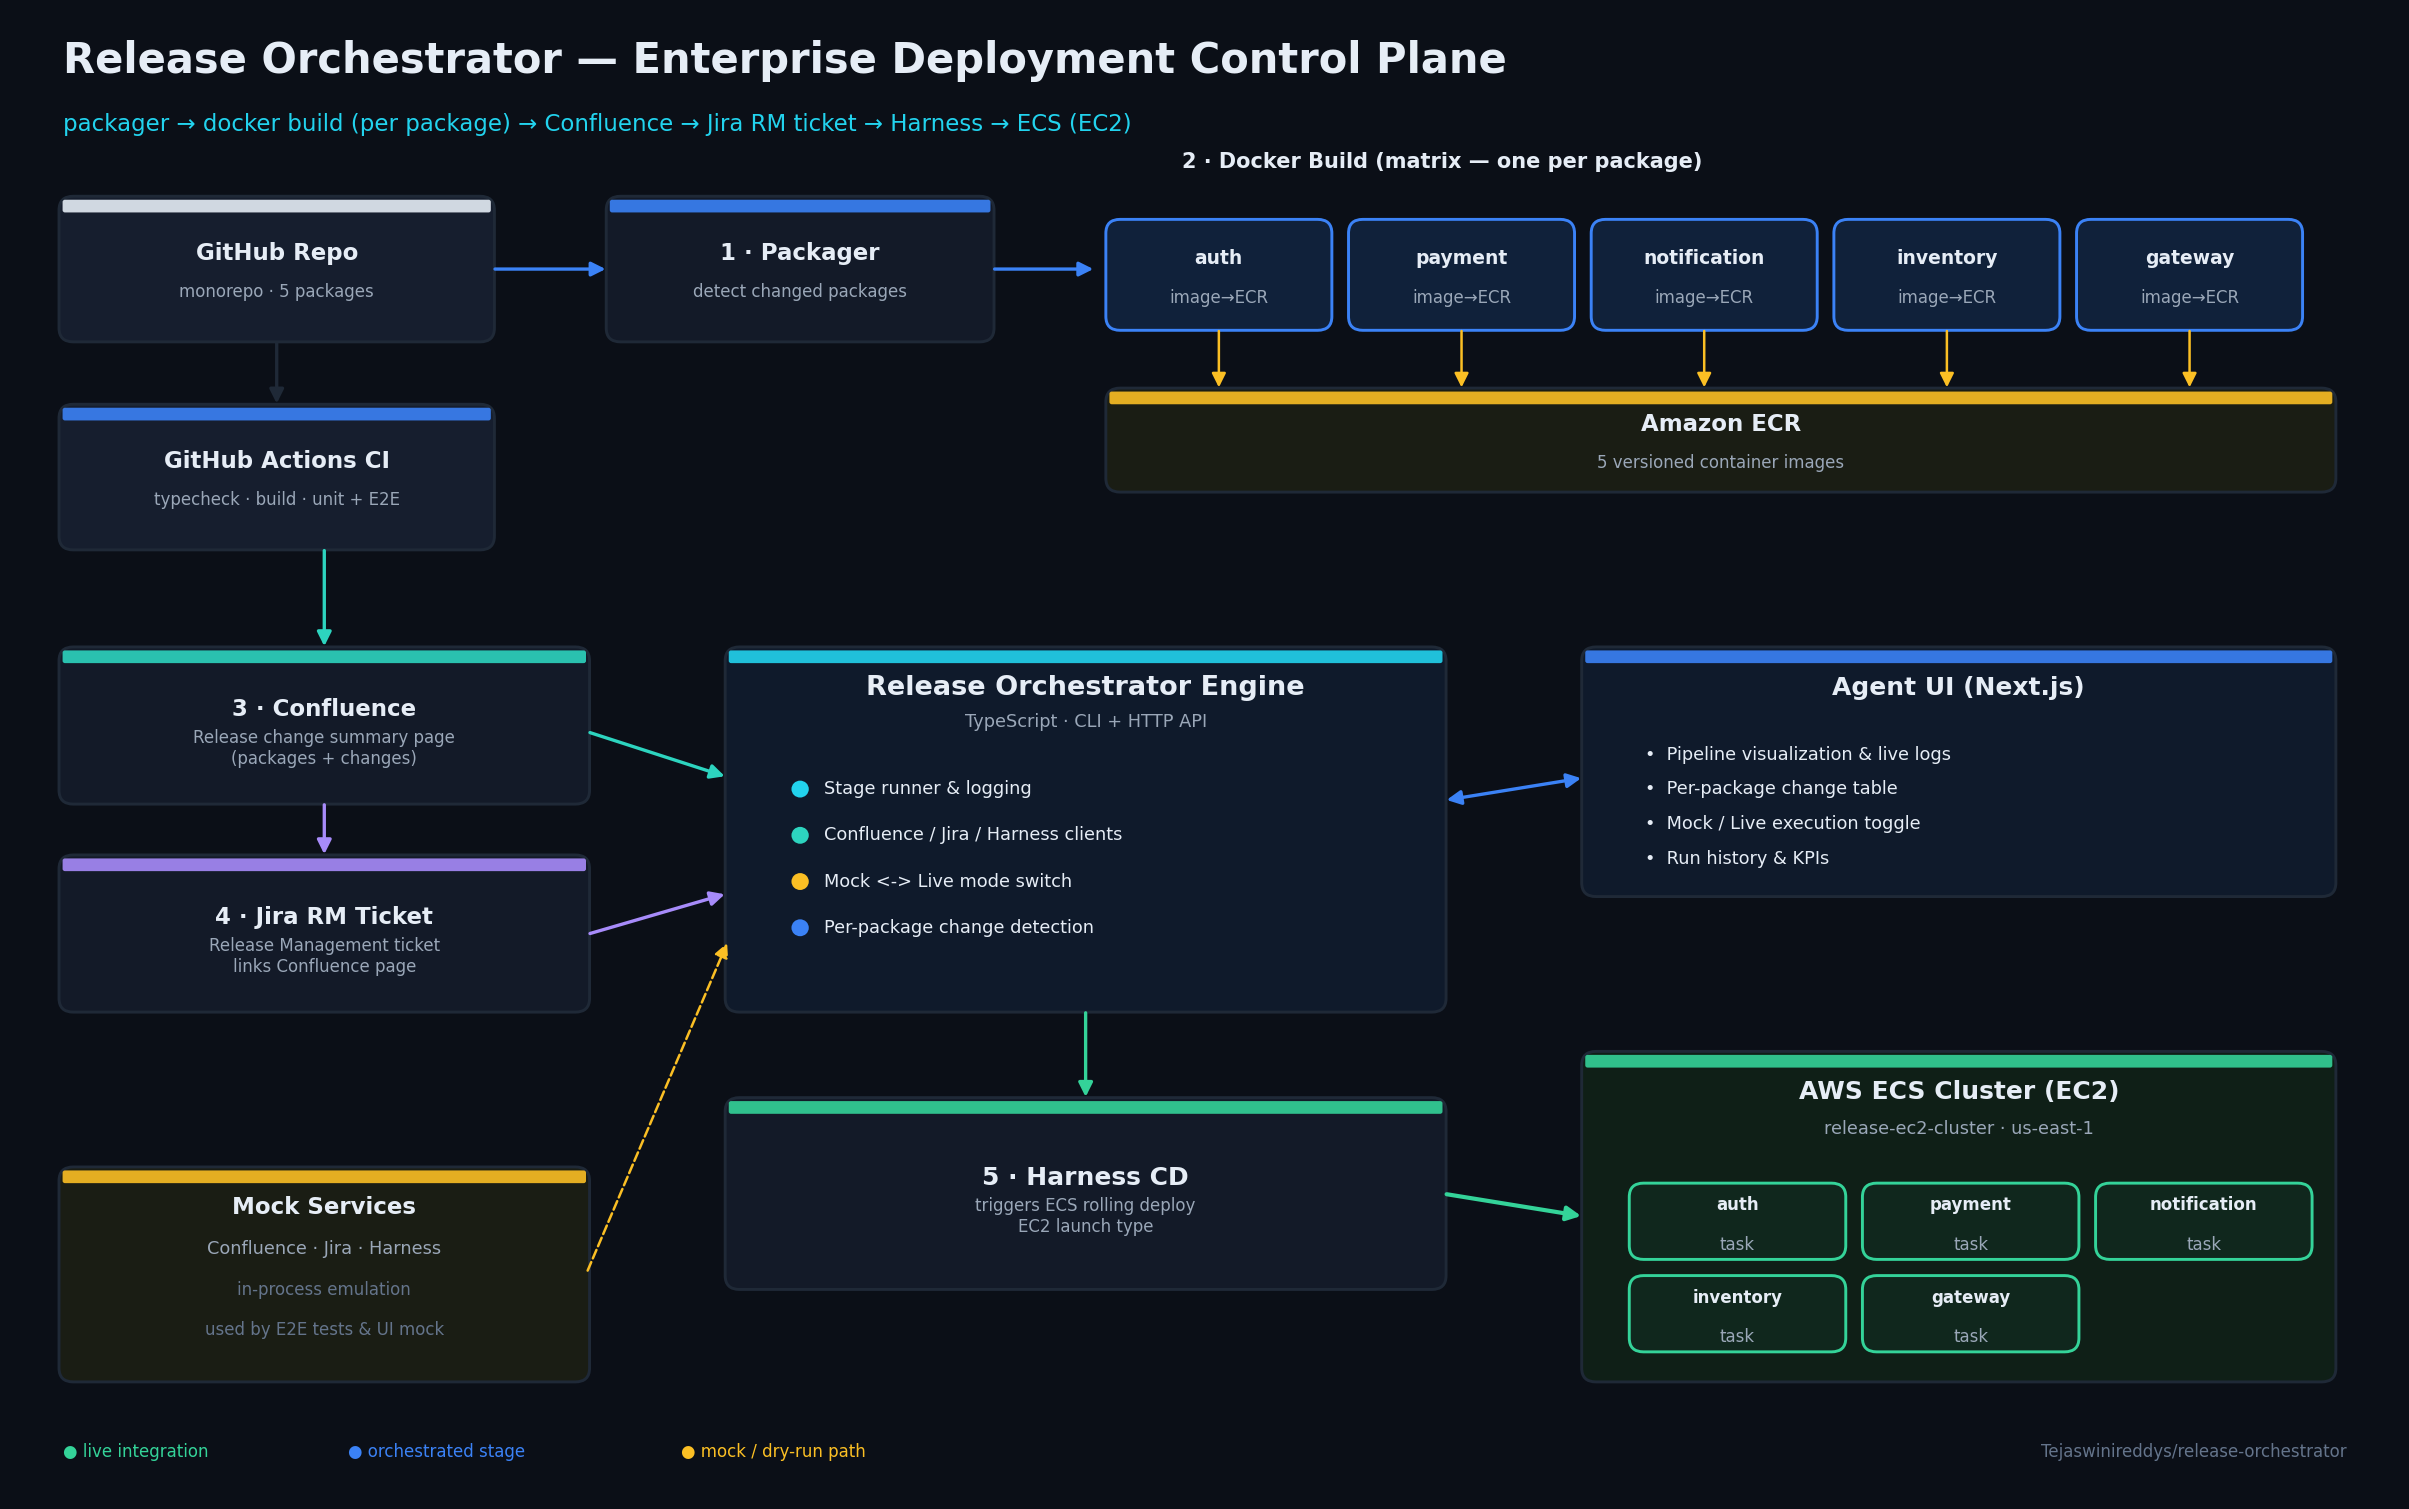 Release Orchestrator — Enterprise Deployment Control Plane
packager → docker build (per package) → Confluence → Jira RM ticket → Harness → ECS (EC2)
2 · Docker Build (matrix — one per package)
GitHub Repo
monorepo · 5 packages
1 · Packager
detect changed packages
auth
image→ECR
payment
image→ECR
notification
image→ECR
inventory
image→ECR
gateway
image→ECR
Amazon ECR
5 versioned container images
GitHub Actions CI
typecheck · build · unit + E2E
3 · Confluence
Release change summary page
(packages + changes)
4 · Jira RM Ticket
Release Management ticket
links Confluence page
Release Orchestrator Engine
TypeScript · CLI + HTTP API
● Stage runner & logging
● Confluence / Jira / Harness clients
● Mock <-> Live mode switch
● Per-package change detection
Agent UI (Next.js)
• Pipeline visualization & live logs
• Per-package change table
• Mock / Live execution toggle
• Run history & KPIs
Mock Services
Confluence · Jira · Harness
in-process emulation
used by E2E tests & UI mock
5 · Harness CD
triggers ECS rolling deploy
EC2 launch type
AWS ECS Cluster (EC2)
release-ec2-cluster · us-east-1
auth
task
payment
task
notification
task
inventory
task
gateway
task
● live integration
● orchestrated stage
● mock / dry-run path
Tejaswinireddys/release-orchestrator